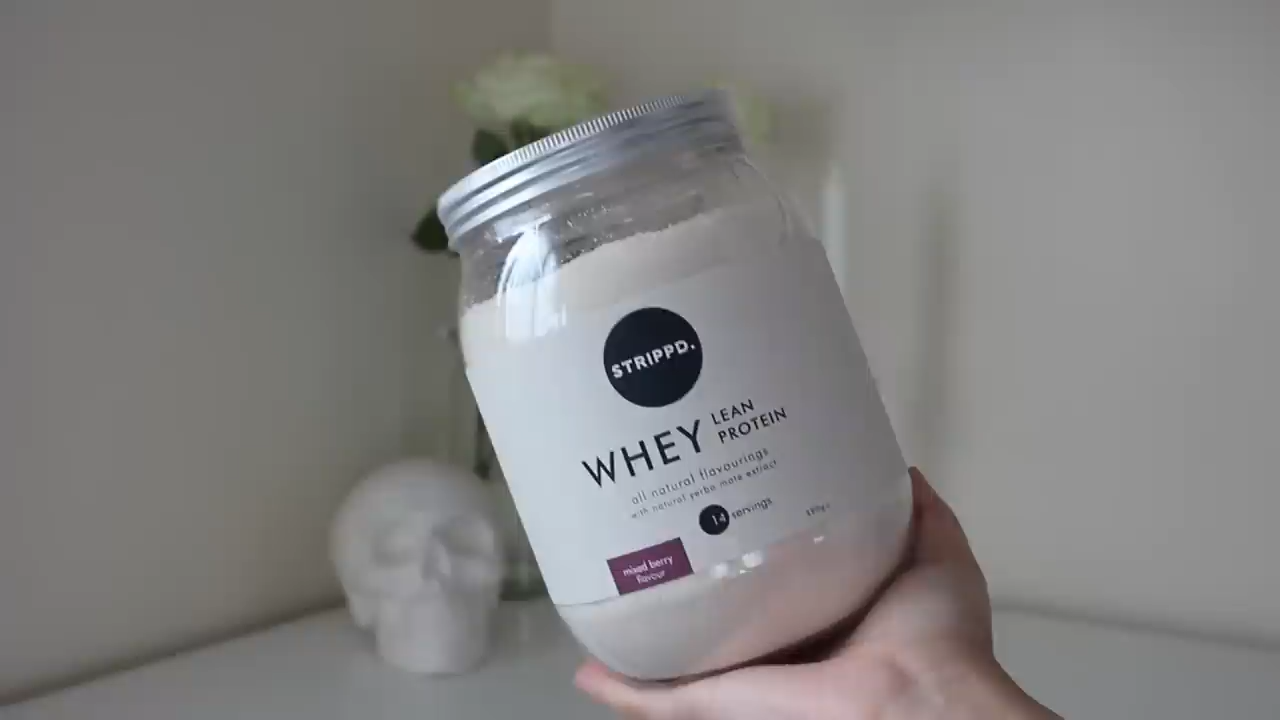 STRIPPD.
WHEY LEAN PROTEIN
all natural flavourings
with natural yerba mate extract
14 servings
mixed berry
flavour